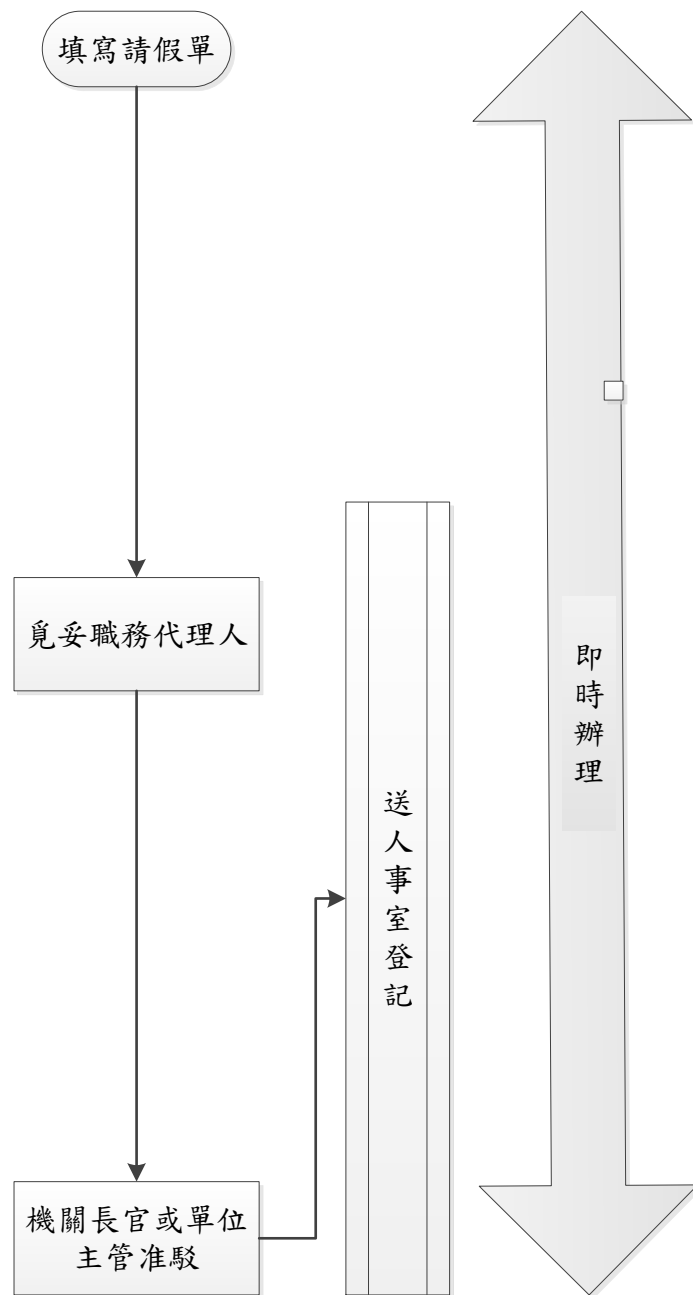 填寫請假單
覓妥職務代理人
機關長官或單位
主管准駁
送人事室登記
即時辦理